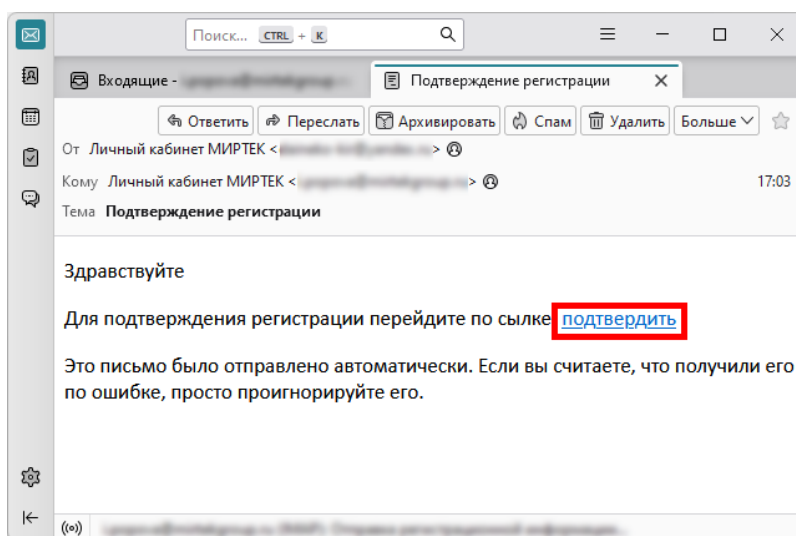 Поиск... CTRL + K
Входящие -
Подтверждение регистрации
Ответить Переслать Архивировать Спам Удалить Больше
От Личный кабинет МИРТЕК < >
Кому Личный кабинет МИРТЕК < > 17:03
Тема Подтверждение регистрации
Здравствуйте
Для подтверждения регистрации перейдите по сылке подтвердить
Это письмо было отправлено автоматически. Если вы считаете, что получили его
по ошибке, просто проигнорируйте его.